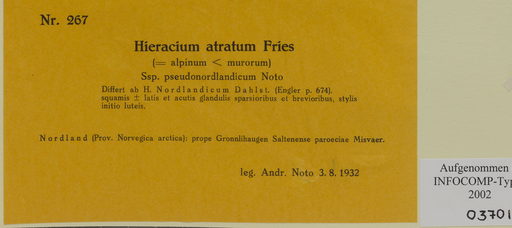 Nr. 267
Hieracium atratum Fries
(= alpinum < murorum)
Ssp. pseudonordlandicum Noto
Differt ab H. Nordlandicum Dahlst. (Engler p. 674).
squamis ± latis et acutis glandulis sparsioribus et brevioribus, stylis
initio luteis.
Nordland (Prov. Norvegica arctica): prope Gronnlihaugen Saltenense paroeciae Misvaer.
leg. Andr. Noto 3. 8. 1932
Aufgenommen
INFOCOMP-Typ
2002
03701